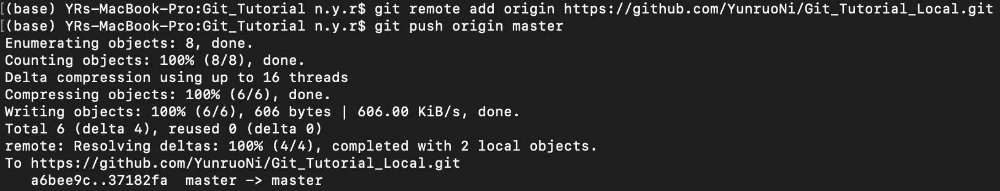 (base) YRs-MacBook-Pro:Git_Tutorial n.y.r$ git remote add origin https://github.com/YunruoNi/Git_Tutorial_Local.git
(base) YRs-MacBook-Pro:Git_Tutorial n.y.r$ git push origin master
Enumerating objects: 8, done.
Counting objects: 100% (8/8), done.
Delta compression using up to 16 threads
Compressing objects: 100% (6/6), done.
Writing objects: 100% (6/6), 606 bytes | 606.00 KiB/s, done.
Total 6 (delta 4), reused 0 (delta 0)
remote: Resolving deltas: 100% (4/4), completed with 2 local objects.
To https://github.com/YunruoNi/Git_Tutorial_Local.git
   a6bee9c..37182fa  master -> master